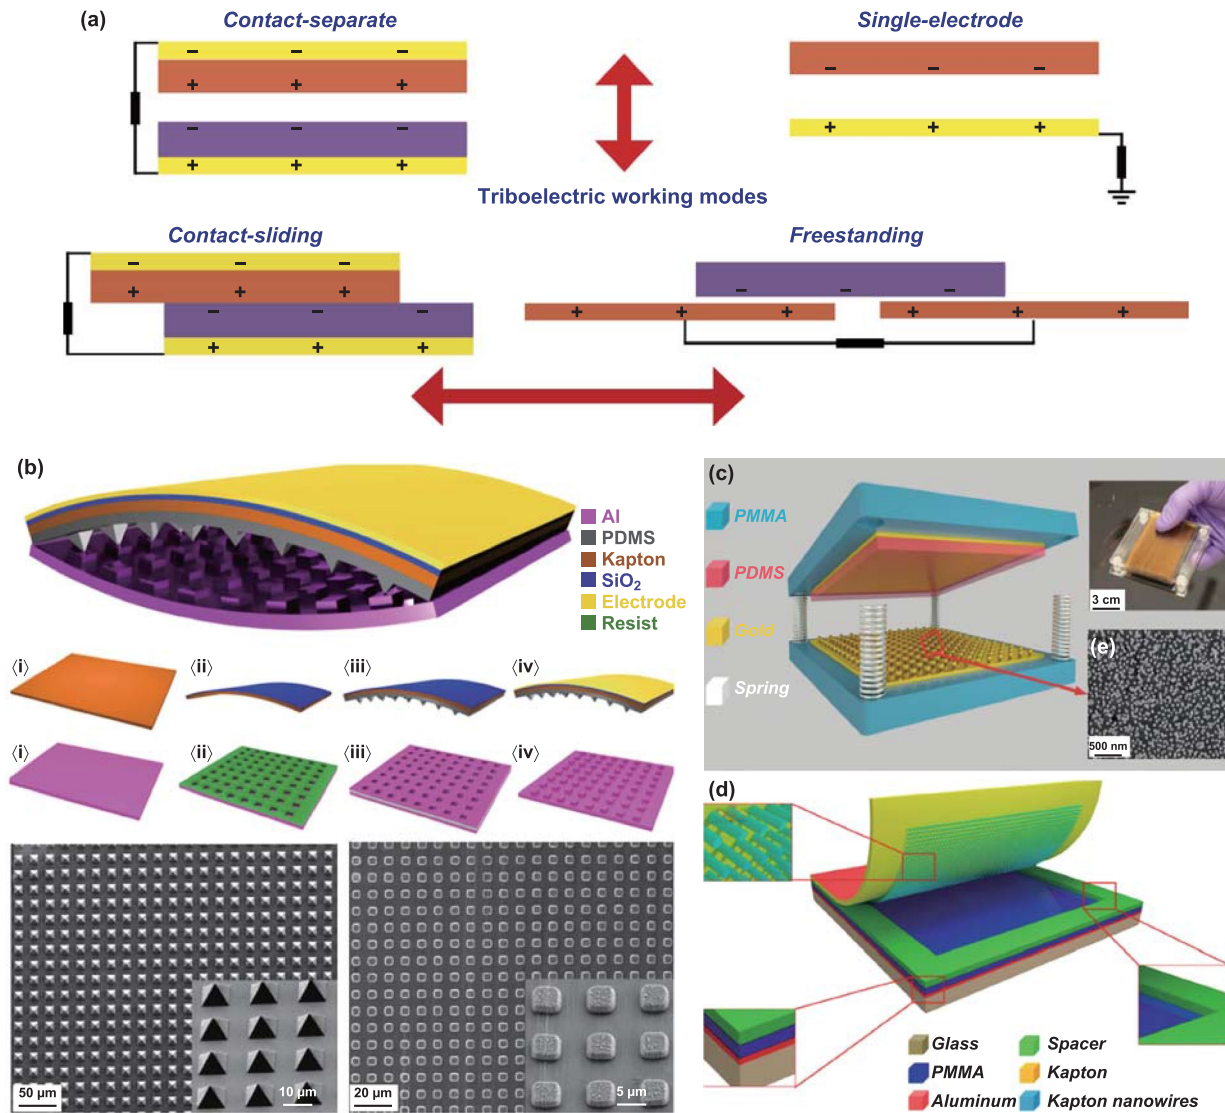 (a)
Contact-separate
Single-electrode
− − −
+ + +
− − −
+ + +
− − −
+ + +
Triboelectric working modes
Contact-sliding
Freestanding
− − −
+ + +
− − −
+ + +
− − −
+ + + + + +
(b)
Al
PDMS
Kapton
SiO2
Electrode
Resist
⟨i⟩ ⟨ii⟩ ⟨iii⟩ ⟨iv⟩
⟨i⟩ ⟨ii⟩ ⟨iii⟩ ⟨iv⟩
50 µm
10 µm
20 µm
5 µm
(c)
PMMA
PDMS
Gold
Spring
3 cm
(e)
500 nm
(d)
Glass
PMMA
Aluminum
Spacer
Kapton
Kapton nanowires